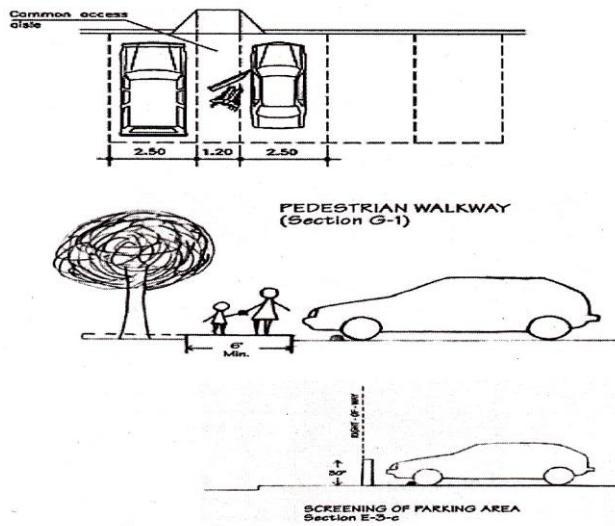 Common access
aisle
2.50
1.20
2.50
PEDESTRIAN WALKWAY
(Section G-1)
6'
Min.
RIGHT-OF-WAY
30"
SCREENING OF PARKING AREA
Section E-3-c